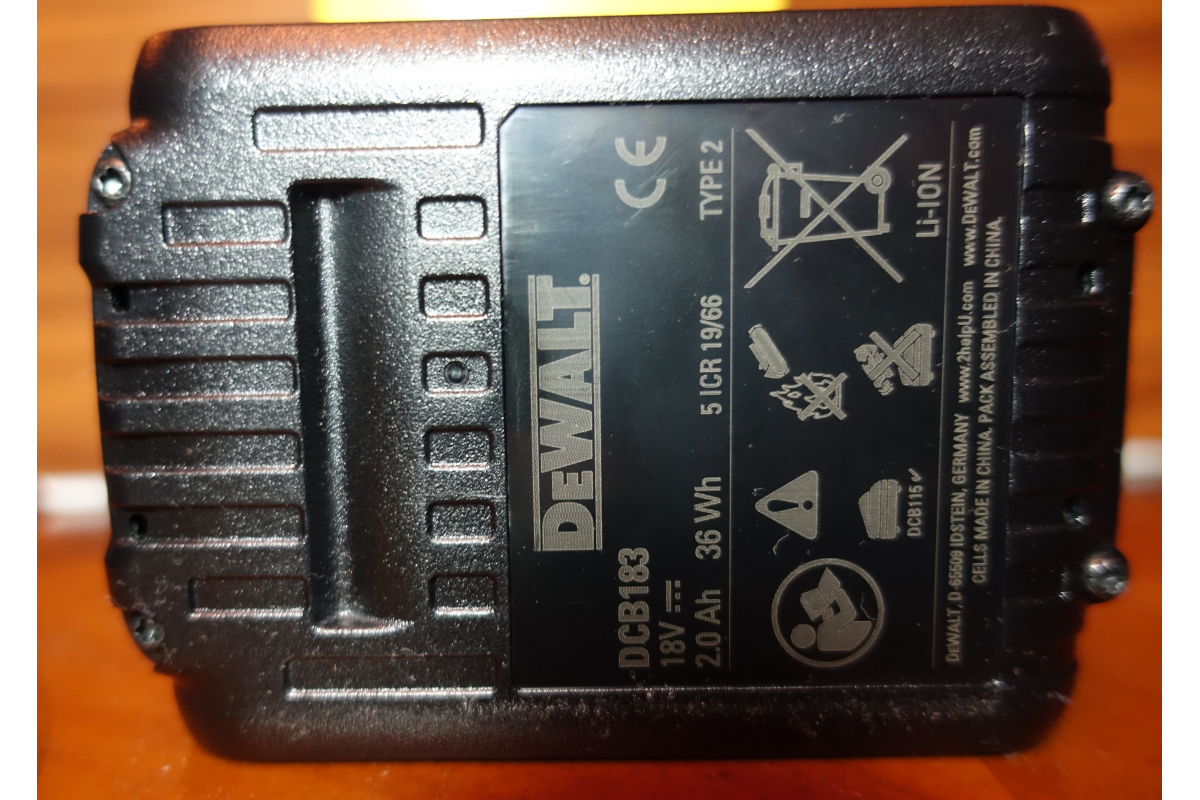 DEWALT®
DCB183
18V ⎓
CE
2.0 Ah 36 Wh 5 ICR 19/66 TYPE 2
DCB115 ✓
Li-ION
DeWALT, D-65509 IDSTEIN, GERMANY www.2helpU.com www.DeWALT.com
CELLS MADE IN CHINA. PACK ASSEMBLED IN CHINA.